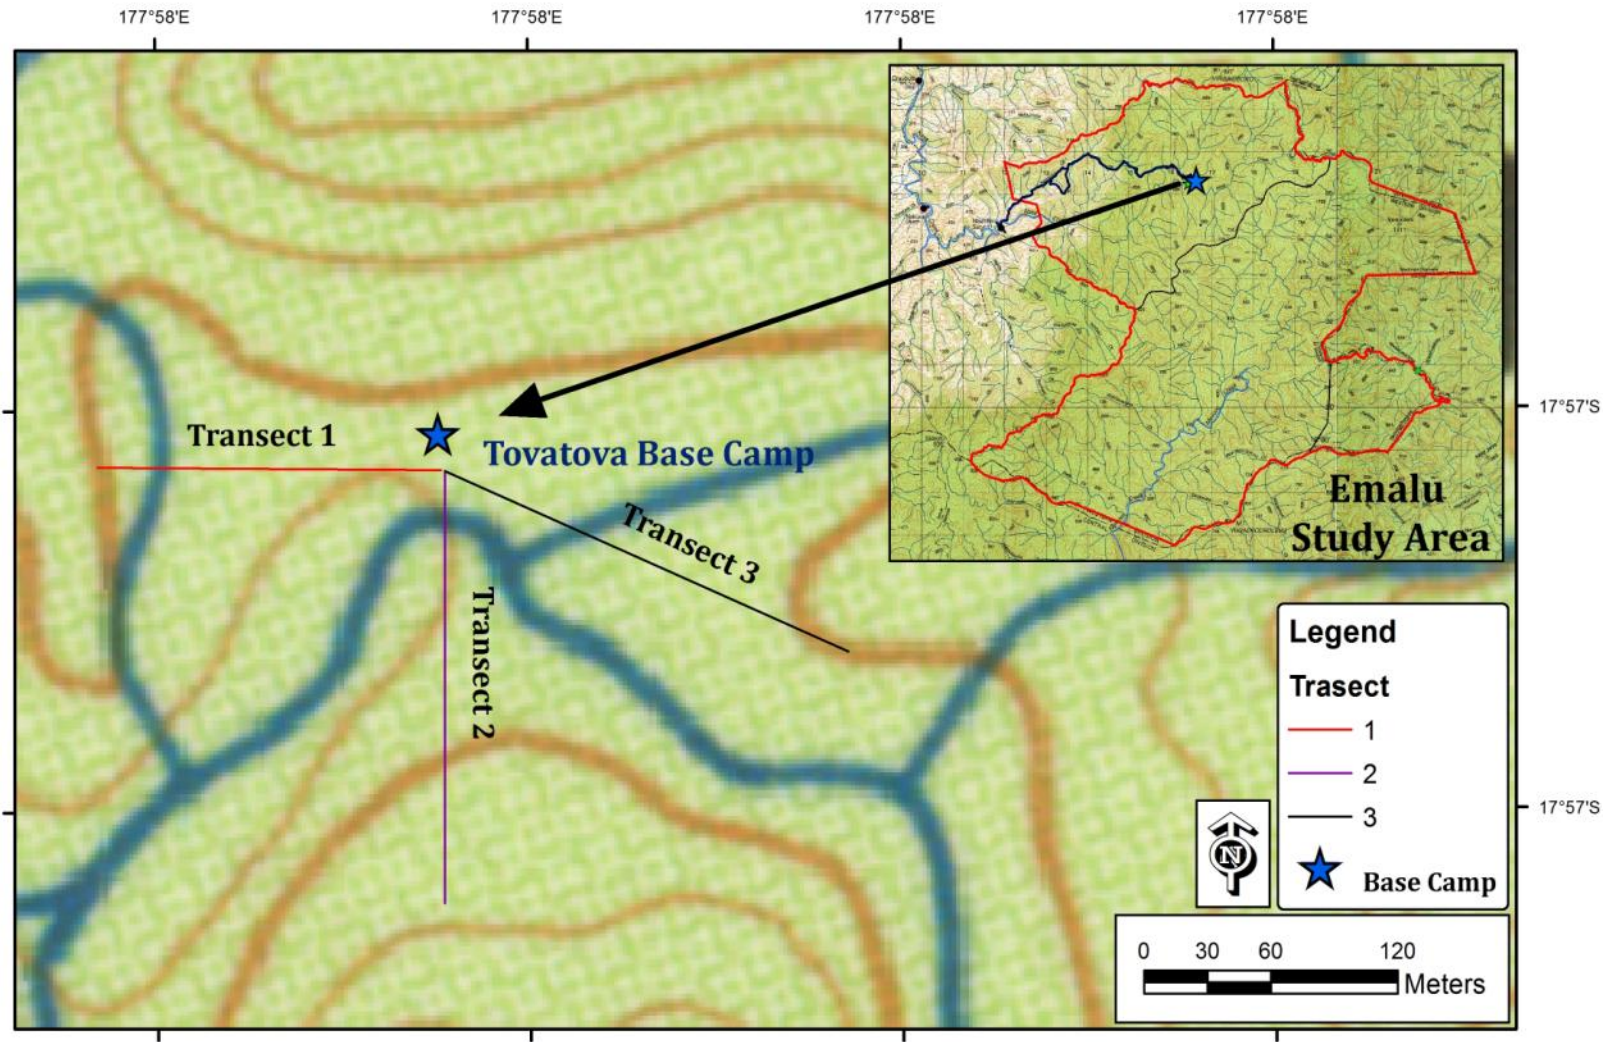 177°58'E
177°58'E
177°58'E
177°58'E
Transect 1
Tovatova Base Camp
Transect 3
Transect 2
Emalu
Study Area
17°57'S
17°57'S
Legend
Trasect
1
2
3
Base Camp
N
0 30 60 120
Meters